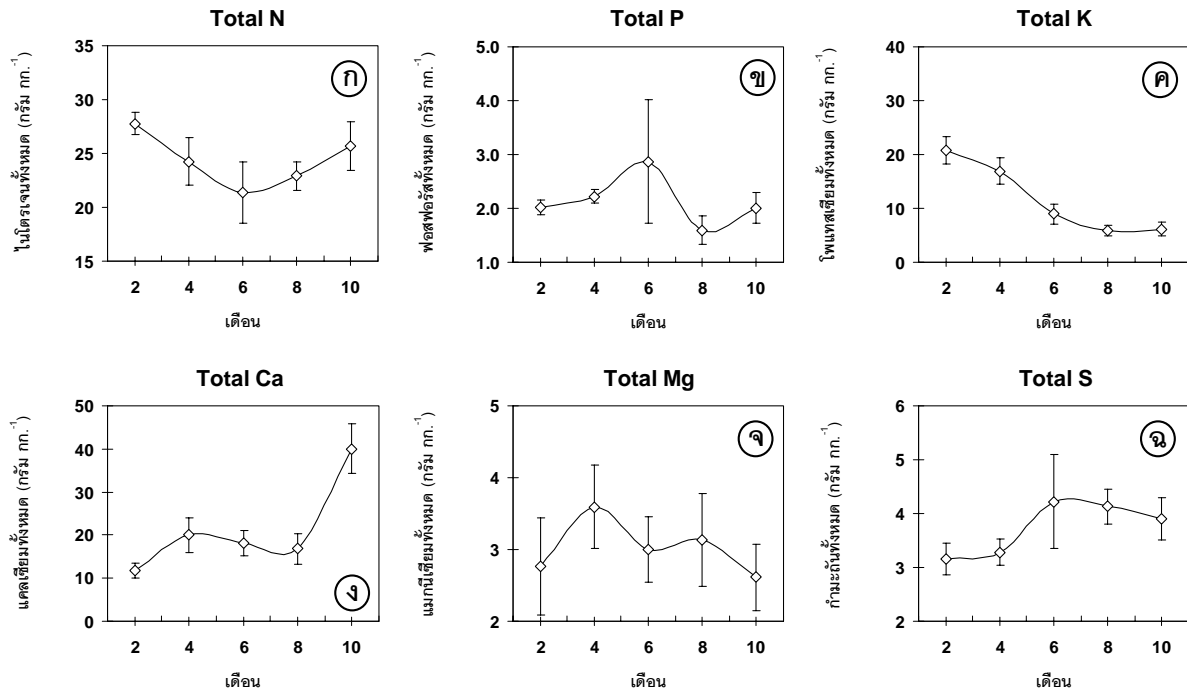 Total N
ไนโตรเจนทั้งหมด (กรัม กก.⁻¹)
35
30
25
20
15
ก
2 4 6 8 10
เดือน
Total P
ฟอสฟอรัสทั้งหมด (กรัม กก.⁻¹)
5.0
4.0
3.0
2.0
1.0
ข
2 4 6 8 10
เดือน
Total K
โพแทสเซียมทั้งหมด (กรัม กก.⁻¹)
40
30
20
10
0
ค
2 4 6 8 10
เดือน
Total Ca
แคลเซียมทั้งหมด (กรัม กก.⁻¹)
50
40
30
20
10
0
ง
2 4 6 8 10
เดือน
Total Mg
แมกนีเซียมทั้งหมด (กรัม กก.⁻¹)
5
4
3
2
จ
2 4 6 8 10
เดือน
Total S
กำมะถันทั้งหมด (กรัม กก.⁻¹)
6
5
4
3
2
ฉ
2 4 6 8 10
เดือน